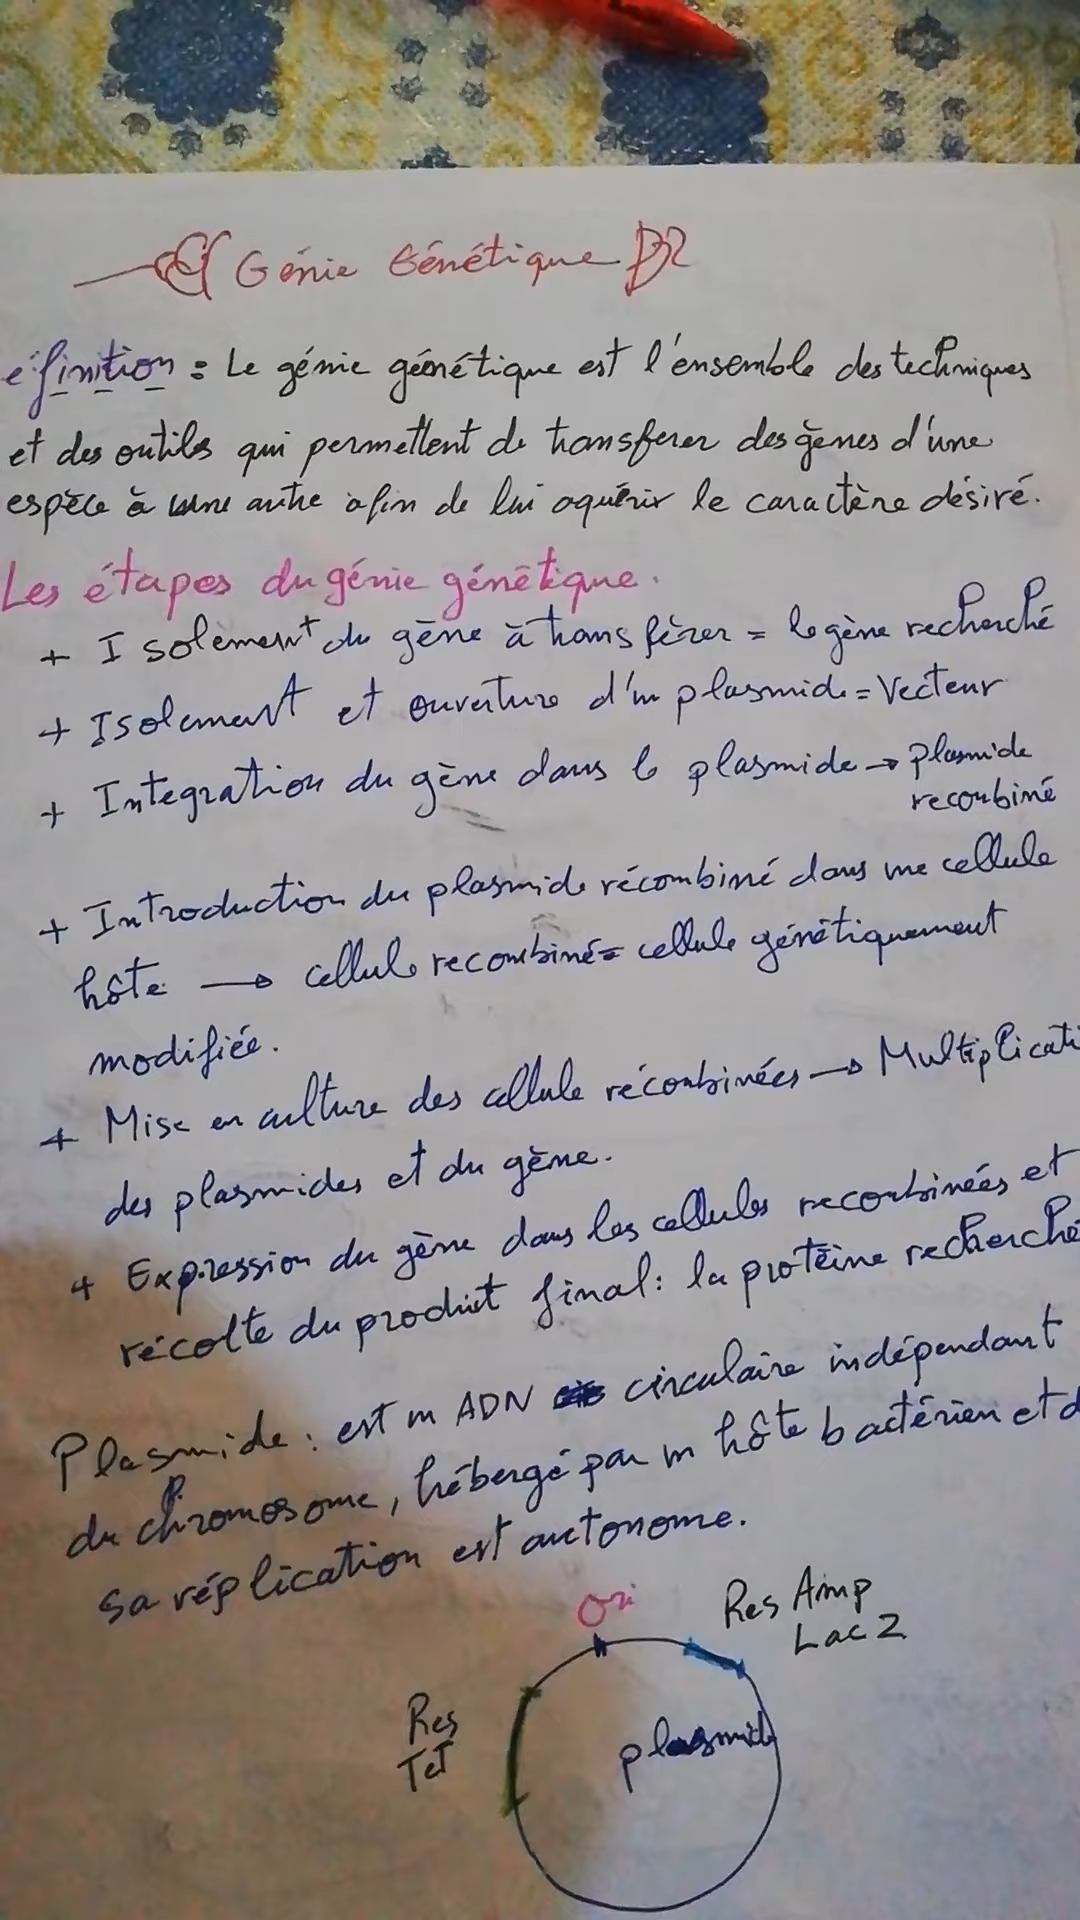 Génie Génétique
éfinition : Le génie génétique est l'ensemble des techniques
et des outils qui permettent de transferer des gènes d'une
espèce à une autre afin de lui aquérir le caractère désiré.
Les étapes du génie génétique.
+ Isolement du gène à transférer = le gène recherché
+ Isolement et ouverture d'un plasmide = Vecteur
+ Integration du gène dans le plasmide → plasmide
recombiné
+ Introduction du plasmide récombiné dans une cellule
hôte → cellule recombiné = cellule génétiquement
modifiée.
+ Mise en culture des cellule récombinées → Multiplicati
des plasmides et du gène.
+ Expression du gène dans les cellules recombinées et
récolte du produit final : la protéine recherché
Plasmide : est un ADN circulaire indépendant
du chromosome, hébergé par un hôte bactérien et d
sa réplication est autonome.
Ori
Res Amp
Lac Z
Res
Tet
plasmide